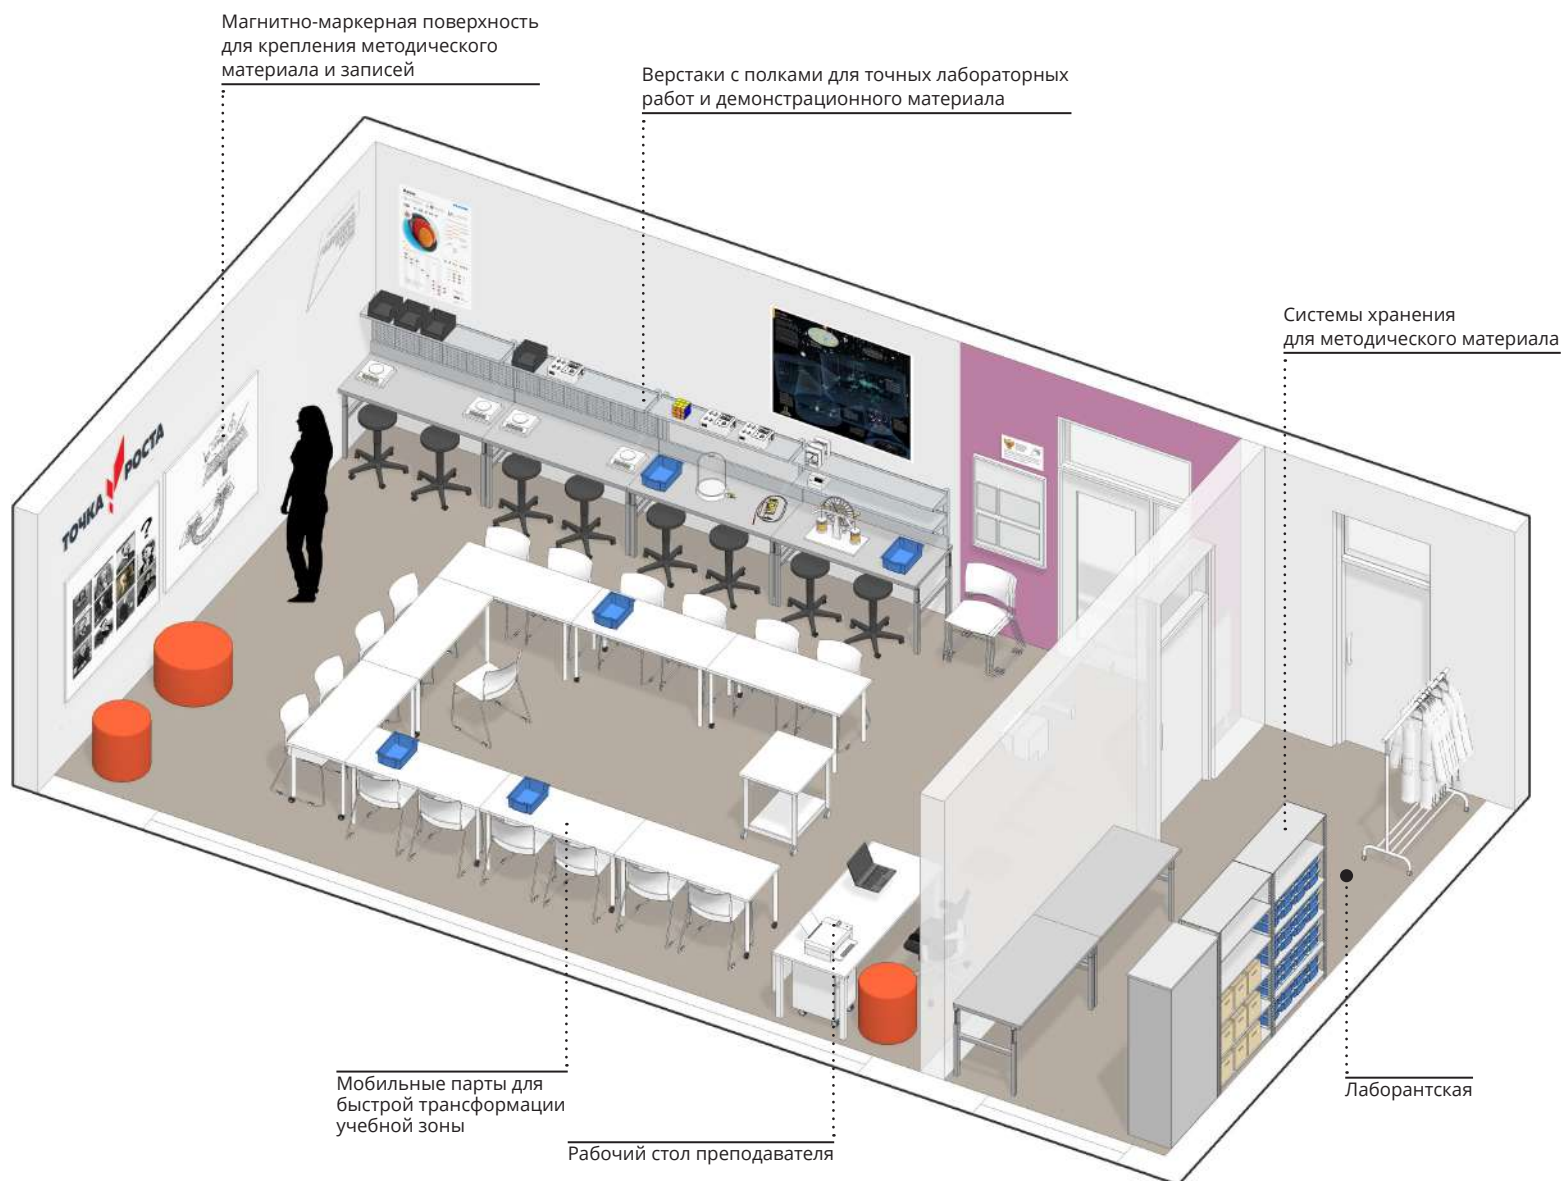 Магнитно-маркерная поверхность
для крепления методического
материала и записей
Верстаки с полками для точных лабораторных
работ и демонстрационного материала
Системы хранения
для методического материала
ТОЧКА РОСТА
?
Мобильные парты для
быстрой трансформации
учебной зоны
Рабочий стол преподавателя
Лаборантская